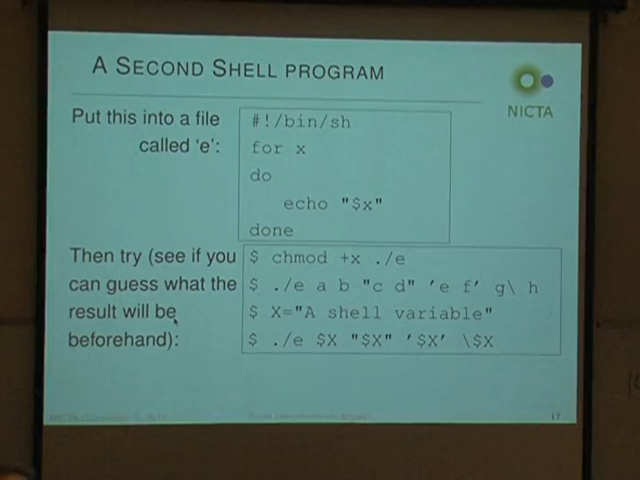 A SECOND SHELL PROGRAM
NICTA
Put this into a file
called 'e':
#!/bin/sh
for x
do
echo "$x"
done
Then try (see if you
can guess what the
result will be
beforehand):
$ chmod +x ./e
$ ./e a b "c d" 'e f' g\ h
$ X="A shell variable"
$ ./e $X "$X" '$X' \$X
17